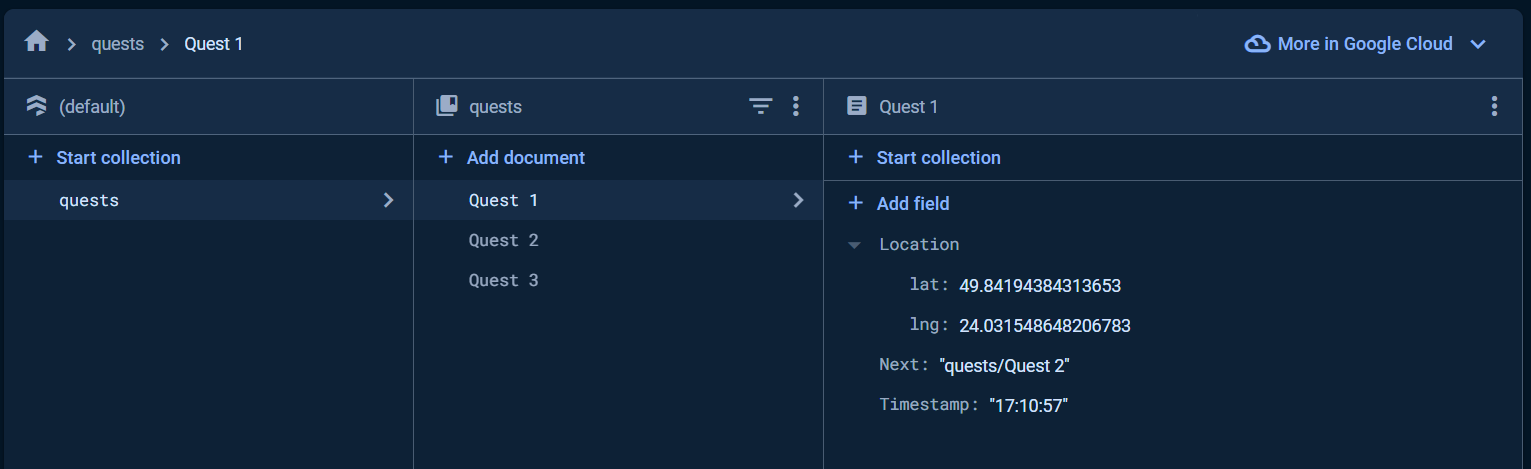 quests > Quest 1
More in Google Cloud
(default)
quests
Quest 1
+ Start collection
+ Add document
+ Start collection
quests
Quest 1
Quest 2
Quest 3
+ Add field
Location
lat: 49.84194384313653
lng: 24.031548648206783
Next: "quests/Quest 2"
Timestamp: "17:10:57"